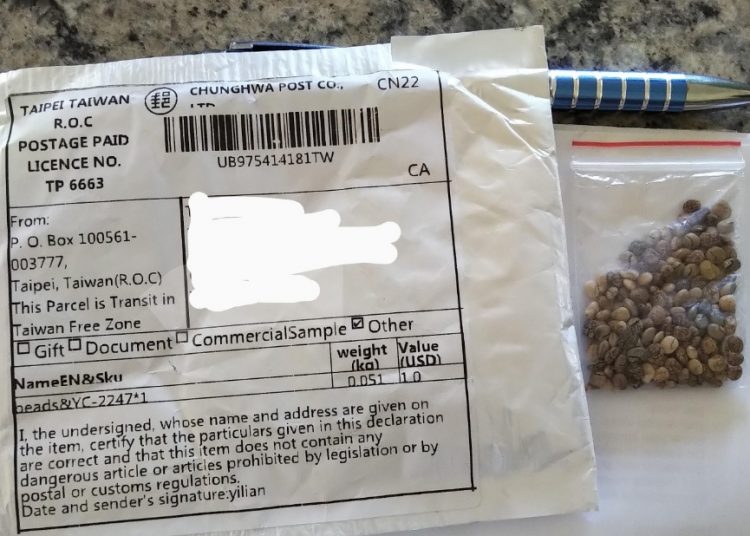 TAIPEI TAIWAN
R.O.C
POSTAGE PAID
LICENCE NO.
TP 6663
CHUNGHWA POST CO.,
LTD
CN22
UB975414181TW
CA
From:
P. O. Box 100561-
003777,
Taipei, Taiwan(R.O.C)
This Parcel is Transit in
Taiwan Free Zone
Gift Document CommercialSample Other
NameEN&Sku
weight
(kg)
Value
(USD)
beads&YC-2247*1
0.051
1.0
I, the undersigned, whose name and address are given on
the item, certify that the particulars given in this declaration
are correct and that this item does not contain any
dangerous article or articles prohibited by legislation or by
postal or customs regulations.
Date and sender's signature:yilian